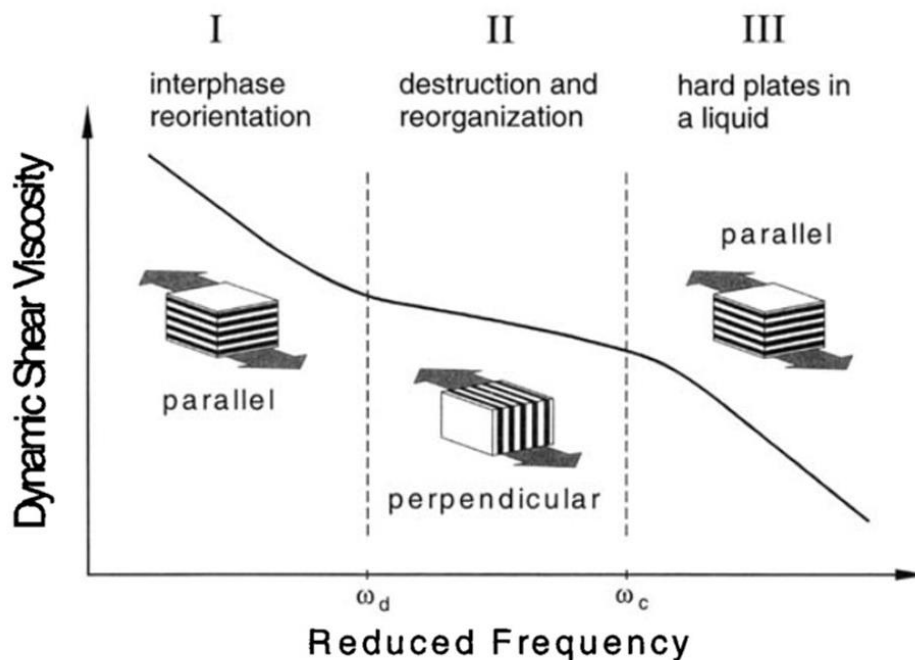 I
II
III
interphase
reorientation
destruction and
reorganization
hard plates in
a liquid
Dynamic Shear Viscosity
parallel
parallel
perpendicular
ω_d
ω_c
Reduced Frequency